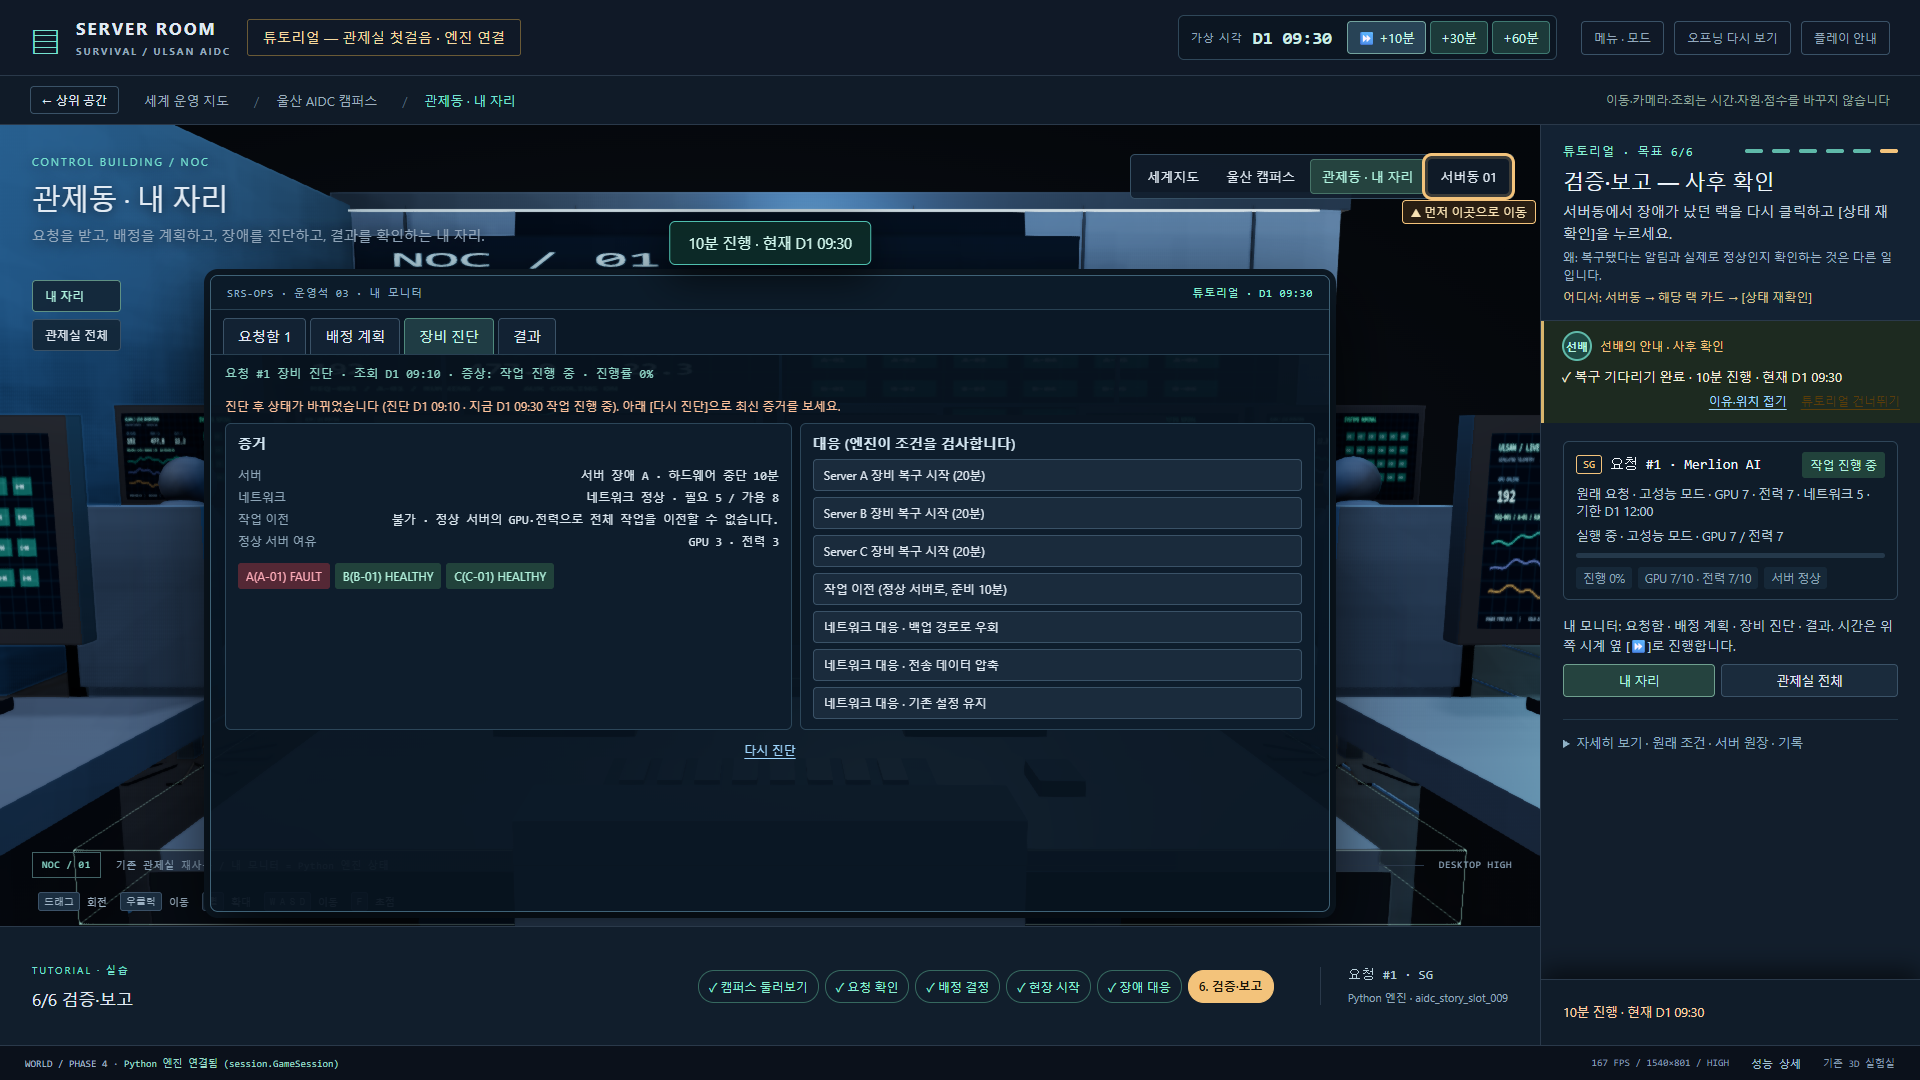 SERVER ROOM
SURVIVAL / ULSAN AIDC
튜토리얼 — 관제실 첫걸음 · 엔진 연결
가상 시각 D1 09:30 ⏩ +10분 +30분 +60분
메뉴 · 모드 오프닝 다시 보기 플레이 안내
← 상위 공간 세계 운영 지도 / 울산 AIDC 캠퍼스 / 관제동 · 내 자리
이동·카메라·조회는 시간·자원·점수를 바꾸지 않습니다
CONTROL BUILDING / NOC
관제동 · 내 자리
요청을 받고, 배정을 계획하고, 장애를 진단하고, 결과를 확인하는 내 자리.
내 자리
관제실 전체
세계지도 울산 캠퍼스 관제동 · 내 자리 서버동 01
▲ 먼저 이곳으로 이동
10분 진행 · 현재 D1 09:30
NOC / 01
SRS-OPS · 운영석 03 · 내 모니터
튜토리얼 · D1 09:30
요청함 1 배정 계획 장비 진단 결과
요청 #1 장비 진단 · 조회 D1 09:10 · 증상: 작업 진행 중 · 진행률 0%
진단 후 상태가 바뀌었습니다 (진단 D1 09:10 · 지금 D1 09:30 작업 진행 중). 아래 [다시 진단]으로 최신 증거를 보세요.
증거
서버 서버 장애 A · 하드웨어 중단 10분
네트워크 네트워크 정상 · 필요 5 / 가용 8
작업 이전 불가 · 정상 서버의 GPU·전력으로 전체 작업을 이전할 수 없습니다.
정상 서버 여유 GPU 3 · 전력 3
A(A-01) FAULT B(B-01) HEALTHY C(C-01) HEALTHY
대응 (엔진이 조건을 검사합니다)
Server A 장비 복구 시작 (20분)
Server B 장비 복구 시작 (20분)
Server C 장비 복구 시작 (20분)
작업 이전 (정상 서버로, 준비 10분)
네트워크 대응 · 백업 경로로 우회
네트워크 대응 · 전송 데이터 압축
네트워크 대응 · 기존 설정 유지
다시 진단
NOC / 01 기존 관제실 재사
DESKTOP HIGH
드래그 회전 우클릭 이동
튜토리얼 · 목표 6/6
검증·보고 — 사후 확인
서버동에서 장애가 났던 랙을 다시 클릭하고 [상태 재
확인]을 누르세요.
왜: 복구됐다는 알림과 실제로 정상인지 확인하는 것은 다른 일
입니다.
어디서: 서버동 → 해당 랙 카드 → [상태 재확인]
선배 선배의 안내 · 사후 확인
✓ 복구 기다리기 완료 · 10분 진행 · 현재 D1 09:30
이유·위치 접기 튜토리얼 건너뛰기
SG 요청 #1 · Merlion AI 작업 진행 중
원래 요청 · 고성능 모드 · GPU 7 · 전력 7 · 네트워크 5 ·
기한 D1 12:00
실행 중 · 고성능 모드 · GPU 7 / 전력 7
진행 0% GPU 7/10 · 전력 7/10 서버 정상
내 모니터: 요청함 · 배정 계획 · 장비 진단 · 결과. 시간은 위
쪽 시계 옆 [⏩]로 진행합니다.
내 자리 관제실 전체
▶ 자세히 보기 · 원래 조건 · 서버 원장 · 기록
10분 진행 · 현재 D1 09:30
TUTORIAL · 실습
6/6 검증·보고
✓ 캠퍼스 둘러보기 ✓ 요청 확인 ✓ 배정 결정 ✓ 현장 시작 ✓ 장애 대응 6. 검증·보고
요청 #1 · SG
Python 엔진 · aidc_story_slot_009
WORLD / PHASE 4 · Python 엔진 연결됨 (session.GameSession)
167 FPS / 1540×801 / HIGH 성능 상세 기존 3D 실험실